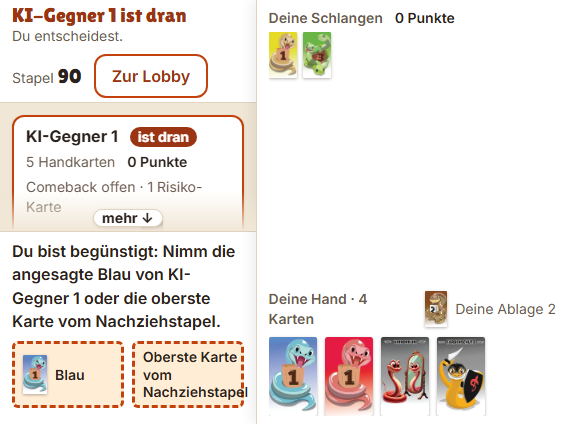 KI-Gegner 1 ist dran
Du entscheidest.
Stapel 90
Zur Lobby
KI-Gegner 1 ist dran
5 Handkarten 0 Punkte
Comeback offen · 1 Risiko-
Karte
mehr ↓
Du bist begünstigt: Nimm die
angesagte Blau von KI-
Gegner 1 oder die oberste
Karte vom Nachziehstapel.
Blau
Oberste Karte
vom
Nachziehstapel
Deine Schlangen 0 Punkte
1
Deine Hand · 4
Karten
Deine Ablage 2
1
1